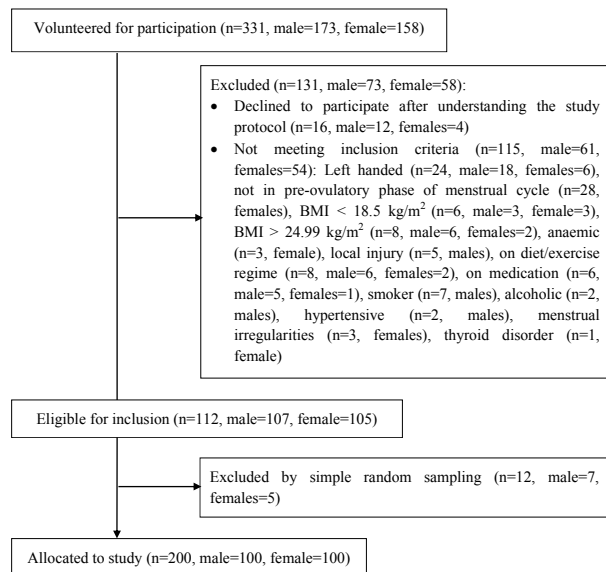 Volunteered for participation (n=331, male=173, female=158)
Excluded (n=131, male=73, female=58):
• Declined to participate after understanding the study
protocol (n=16, male=12, females=4)
• Not meeting inclusion criteria (n=115, male=61,
females=54): Left handed (n=24, male=18, females=6),
not in pre-ovulatory phase of menstrual cycle (n=28,
females), BMI < 18.5 kg/m² (n=6, male=3, female=3),
BMI > 24.99 kg/m² (n=8, male=6, females=2), anaemic
(n=3, female), local injury (n=5, males), on diet/exercise
regime (n=8, male=6, females=2), on medication (n=6,
male=5, females=1), smoker (n=7, males), alcoholic (n=2,
males), hypertensive (n=2, males), menstrual
irregularities (n=3, females), thyroid disorder (n=1,
female)
Eligible for inclusion (n=112, male=107, female=105)
Excluded by simple random sampling (n=12, male=7,
females=5)
Allocated to study (n=200, male=100, female=100)